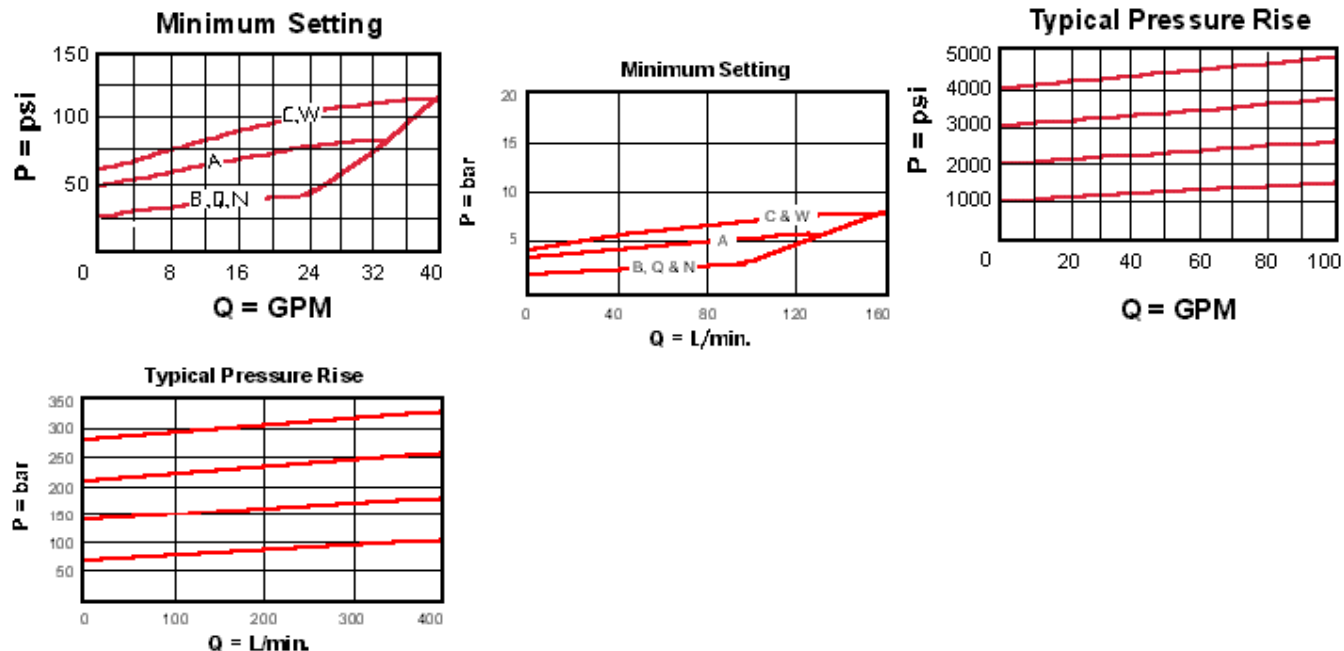 Minimum Setting
150
100
50
P = psi
C,W
A
B,Q,N
0 8 16 24 32 40
Q = GPM
Minimum Setting
20
15
10
5
P = bar
C & W
A
B, Q & N
0 40 80 120 160
Q = L/min.
Typical Pressure Rise
5000
4000
3000
2000
1000
P = psi
0 20 40 60 80 100
Q = GPM
Typical Pressure Rise
350
300
250
200
150
100
50
P = bar
0 100 200 300 400
Q = L/min.